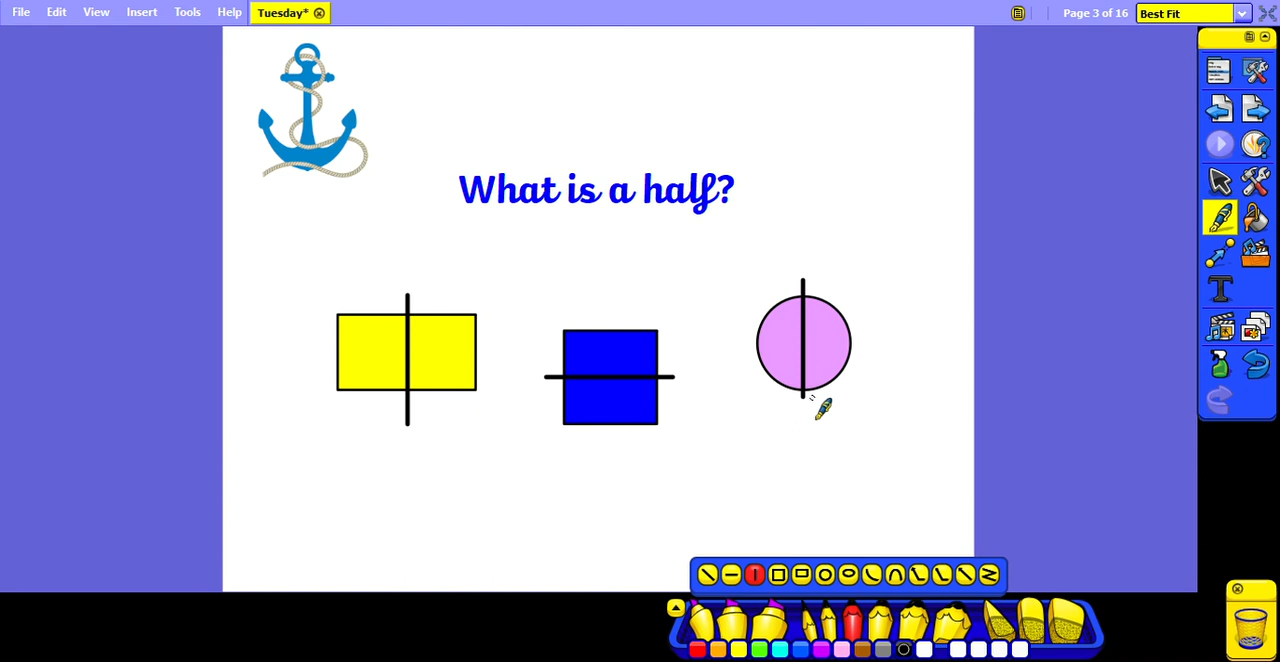 File Edit View Insert Tools Help Tuesday* Page 3 of 16 Best Fit
What is a half?
T